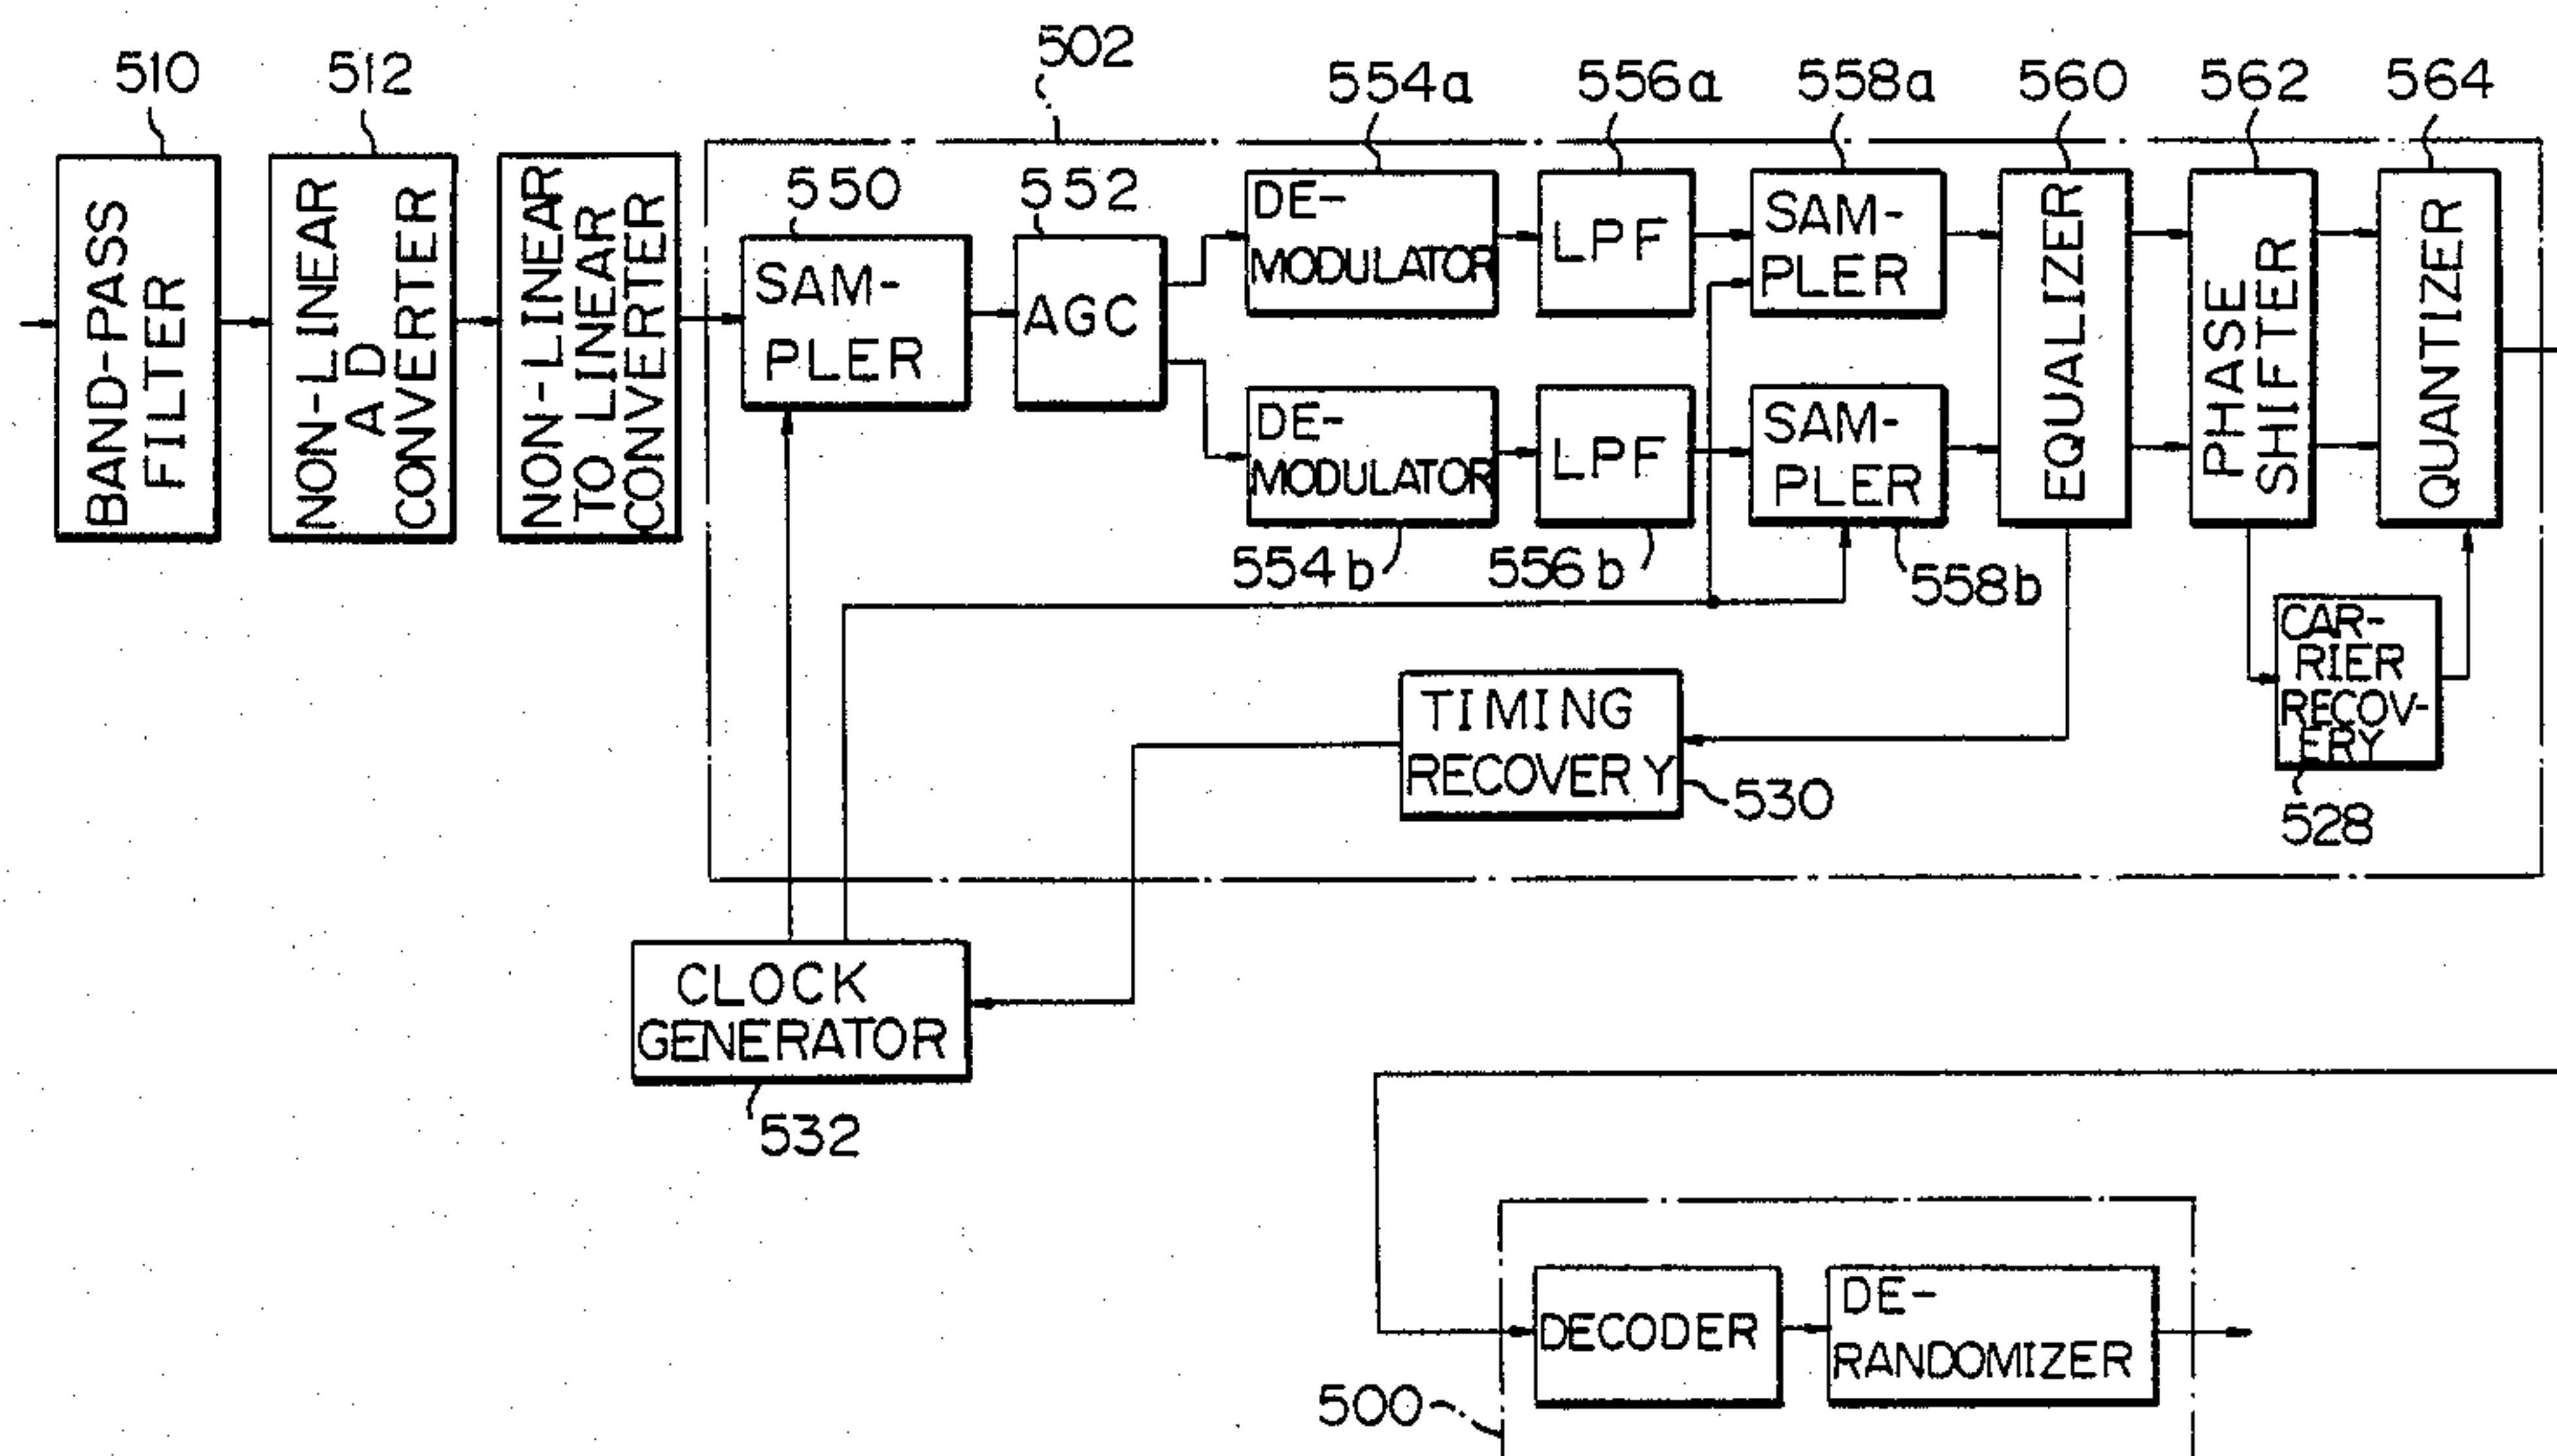 502
510
512
554a
556a
558a
560
562
564
BAND-PASS
FILTER
NON-LINEAR
A D
CONVERTER
NON-LINEAR
TO LINEAR
CONVERTER
550
SAM-
PLER
552
AGC
DE-
MODULATOR
LPF
SAM-
PLER
EQUALIZER
PHASE
SHIFTER
QUANTIZER
DE-
MODULATOR
LPF
SAM-
PLER
554b
556b
558b
CAR-
RIER
RECOV-
ERY
528
TIMING
RECOVERY
530
CLOCK
GENERATOR
532
DECODER
DE-
RANDOMIZER
500